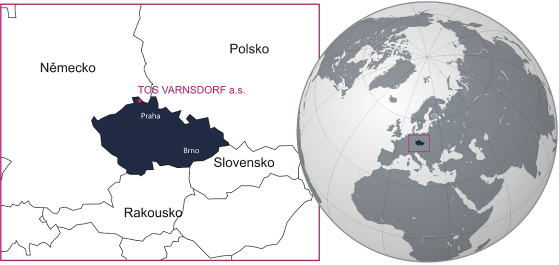 Polsko
Německo
TOS VARNSDORF a.s.
Praha
Brno
Slovensko
Rakousko